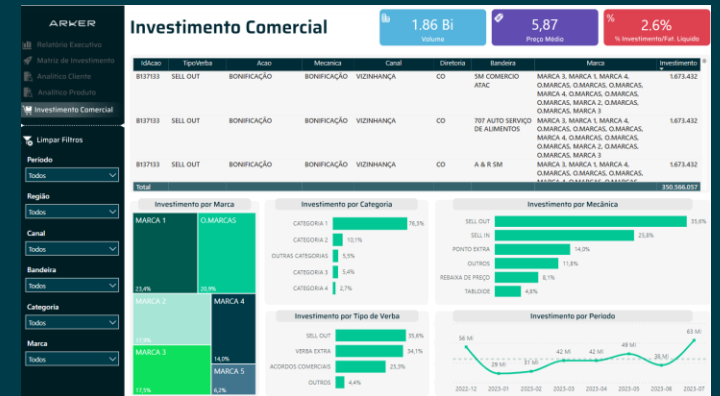 ARKER
Relatório Executivo
Matriz de Investimento
Analítico Cliente
Analítico Produto
Investimento Comercial
Limpar Filtros
Período
Todos
Região
Todos
Canal
Todos
Bandeira
Todos
Categoria
Todos
Marca
Todos
Investimento Comercial
1.86 Bi
Volume
5,87
Preço Médio
%
2.6%
% Investimento/Fat. Líquido
IdAcao TipoVerba Acao Mecanica Canal Diretoria Bandeira Marca Investimento
B137133 SELL OUT BONIFICAÇÃO BONIFICAÇÃO VIZINHANÇA CO 5M COMERCIO ATAC MARCA 3, MARCA 1, MARCA 4, 1.673.432
O.MARCAS, O.MARCAS, O.MARCAS,
MARCA 4, O.MARCAS, O.MARCAS,
O.MARCAS, MARCA 2, O.MARCAS,
O.MARCAS, MARCA 3
B137133 SELL OUT BONIFICAÇÃO BONIFICAÇÃO VIZINHANÇA CO 707 AUTO SERVIÇO DE ALIMENTOS MARCA 3, MARCA 1, MARCA 4, 1.673.432
O.MARCAS, O.MARCAS, O.MARCAS,
MARCA 4, O.MARCAS, O.MARCAS,
O.MARCAS, MARCA 2, O.MARCAS,
O.MARCAS, MARCA 3
B137133 SELL OUT BONIFICAÇÃO BONIFICAÇÃO VIZINHANÇA CO A & R SM MARCA 3, MARCA 1, MARCA 4, 1.673.432
O.MARCAS, O.MARCAS, O.MARCAS,
Total 350.566.057
Investimento por Marca
MARCA 1
23,4%
O.MARCAS
20,9%
MARCA 2
MARCA 4
14,0%
MARCA 3
17,5%
MARCA 5
6,2%
Investimento por Categoria
CATEGORIA 1 76,3%
CATEGORIA 2 10,1%
OUTRAS CATEGORIAS 5,5%
CATEGORIA 3 5,4%
CATEGORIA 4 2,7%
Investimento por Mecânica
SELL OUT 35,6%
SELL IN 25,8%
PONTO EXTRA 14,0%
OUTROS 11,8%
REBAIXA DE PREÇO 8,1%
TABLOIDE 4,8%
Investimento por Tipo de Verba
SELL OUT 35,6%
VERBA EXTRA 34,1%
ACORDOS COMERCIAIS 25,3%
OUTROS 4,4%
Investimento por Período
56 MI
29 MI
31 MI
42 MI
42 MI
49 MI
63 MI
2022-12 2023-01 2023-02 2023-03 2023-04 2023-05 2023-06 2023-07